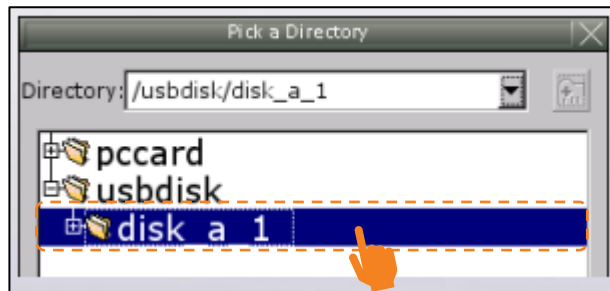 Pick a Directory
Directory: /usbdisk/disk_a_1
pccard
usbdisk
disk_a_1